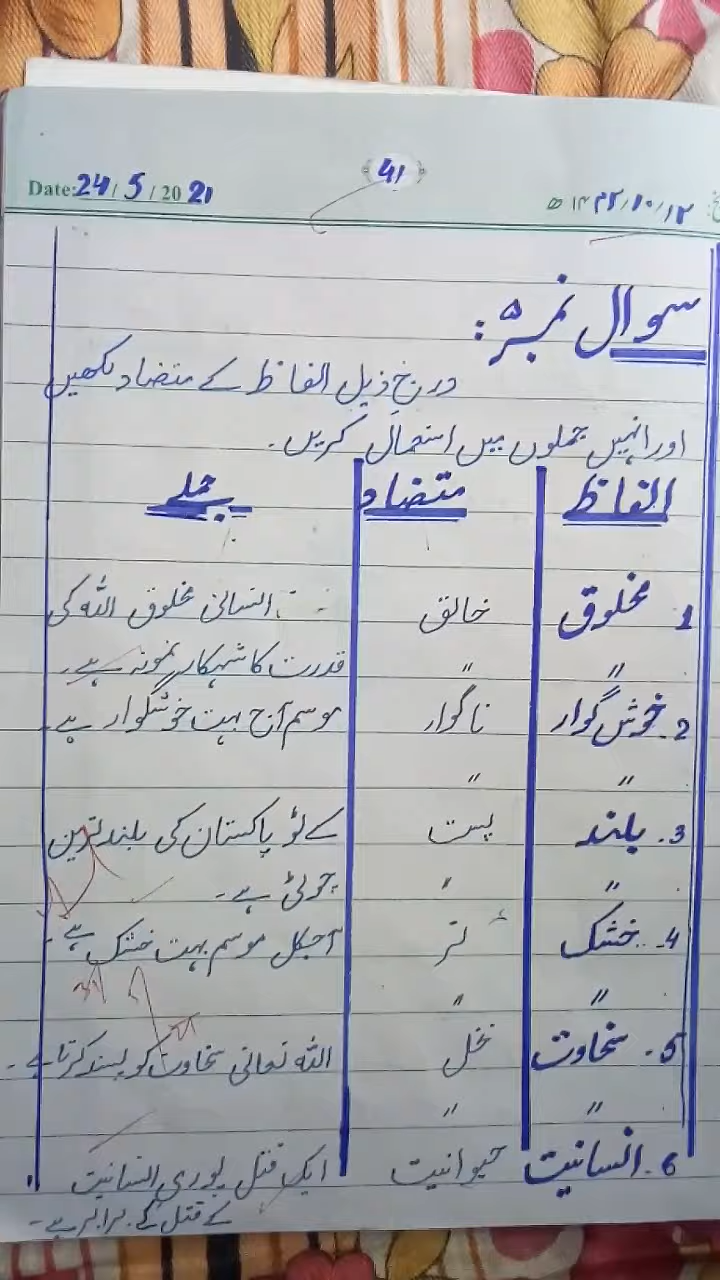 41
Date: 24/5/2021
۱۴۴۲/۱۰/۱۲ ھ
سوال نمبر ۵:
درج ذیل الفاظ کے متضاد لکھیں
اور انہیں جملوں میں استعمال کریں۔
الفاظ متضاد جملے
1 مخلوق خالق انسانی مخلوق اللہ کی
〃 〃 قدرت کا شہکار نمونہ ہے۔
2. خوش گوار ناگوار موسم آج بہت خوشگوار ہے
〃 〃
3. بلند پست کے ٹو پاکستان کی بلند ترین
〃 〃 چوٹی ہے۔
4. خشک تر آجکل موسم بہت خشک ہے
〃 〃
5. سخاوت بخل اللہ تعالیٰ سخاوت کو پسند کرتا ہے۔
〃 〃
6. انسانیت حیوانیت ایک قتل پوری انسانیت
کے قتل کے برابر ہے۔